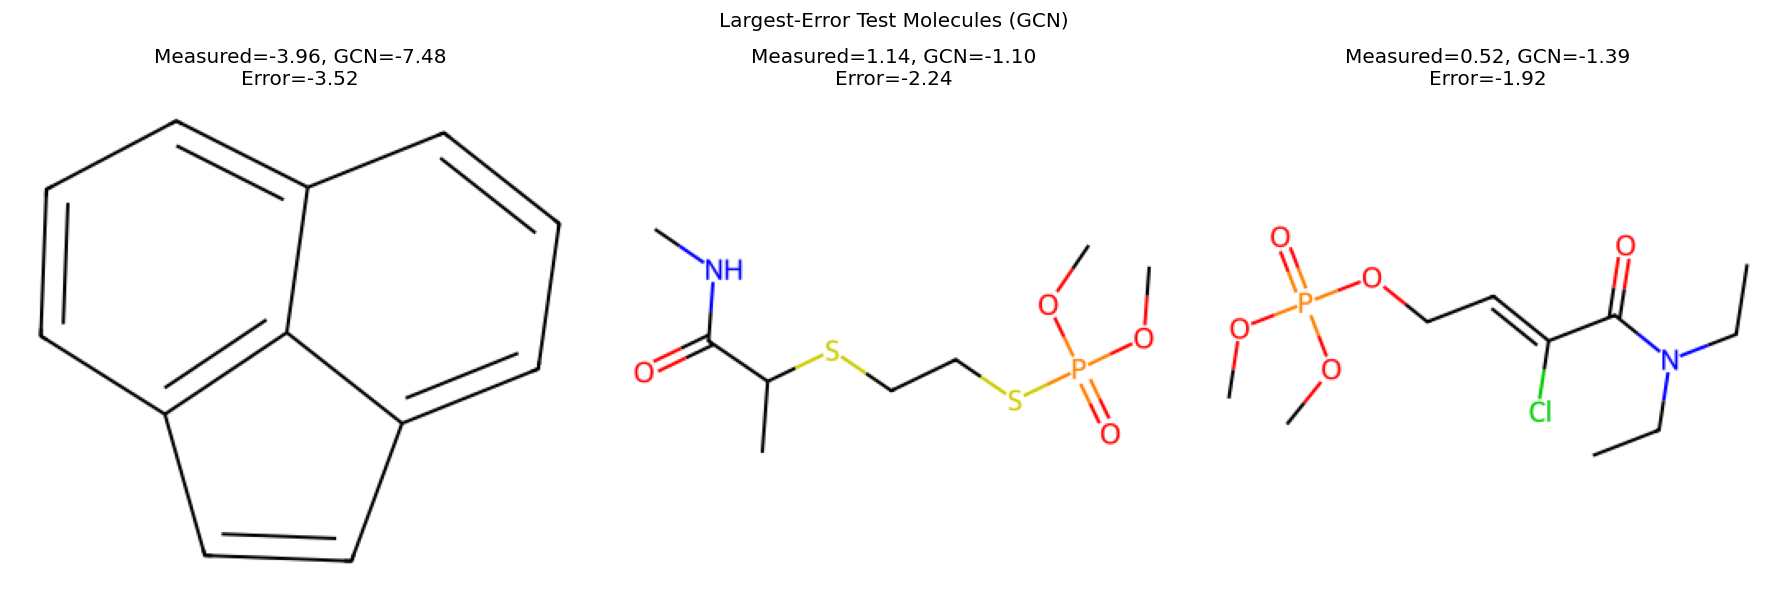 Largest-Error Test Molecules (GCN)
Measured=-3.96, GCN=-7.48
Error=-3.52
Measured=1.14, GCN=-1.10
Error=-2.24
Measured=0.52, GCN=-1.39
Error=-1.92
NH
O
S
S
P
O
O
O
O
P
O
O
O
O
Cl
N